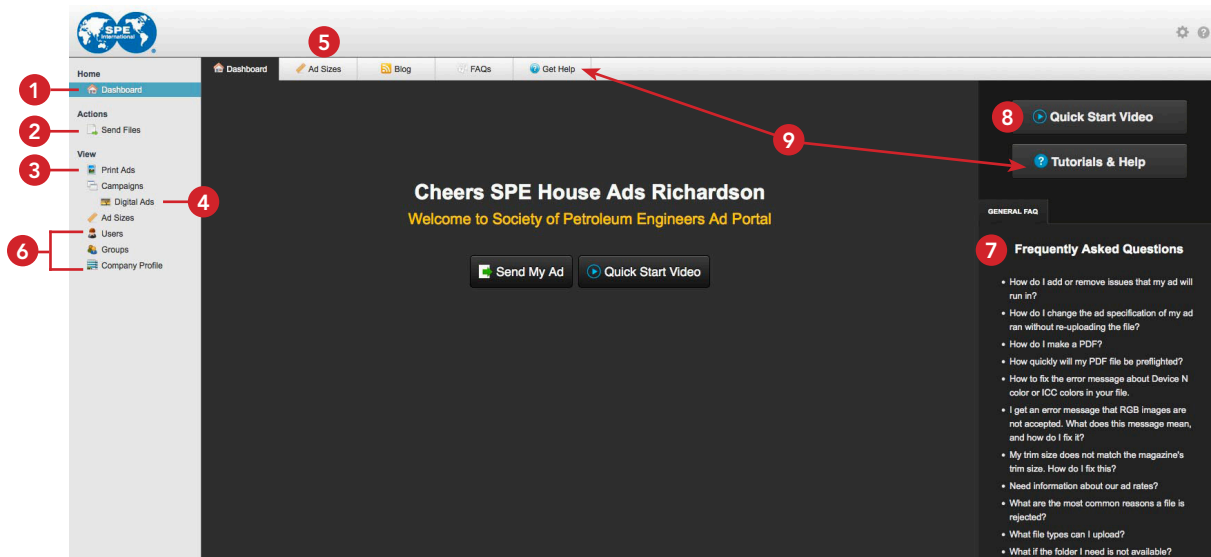 SPE
International
5
Home
1
Dashboard
Actions
2
Send Files
View
3
Print Ads
Campaigns
Digital Ads
4
Ad Sizes
6
Users
Groups
Company Profile
Dashboard
Ad Sizes
Blog
FAQs
Get Help
9
Cheers SPE House Ads Richardson
Welcome to Society of Petroleum Engineers Ad Portal
Send My Ad
Quick Start Video
8
Quick Start Video
Tutorials & Help
GENERAL FAQ
7
Frequently Asked Questions
• How do I add or remove issues that my ad will
run in?
• How do I change the ad specification of my ad
ran without re-uploading the file?
• How do I make a PDF?
• How quickly will my PDF file be preflighted?
• How to fix the error message about Device N
color or ICC colors in your file.
• I get an error message that RGB images are
not accepted. What does this message mean,
and how do I fix it?
• My trim size does not match the magazine's
trim size. How do I fix this?
• Need information about our ad rates?
• What are the most common reasons a file is
rejected?
• What file types can I upload?
• What if the folder I need is not available?